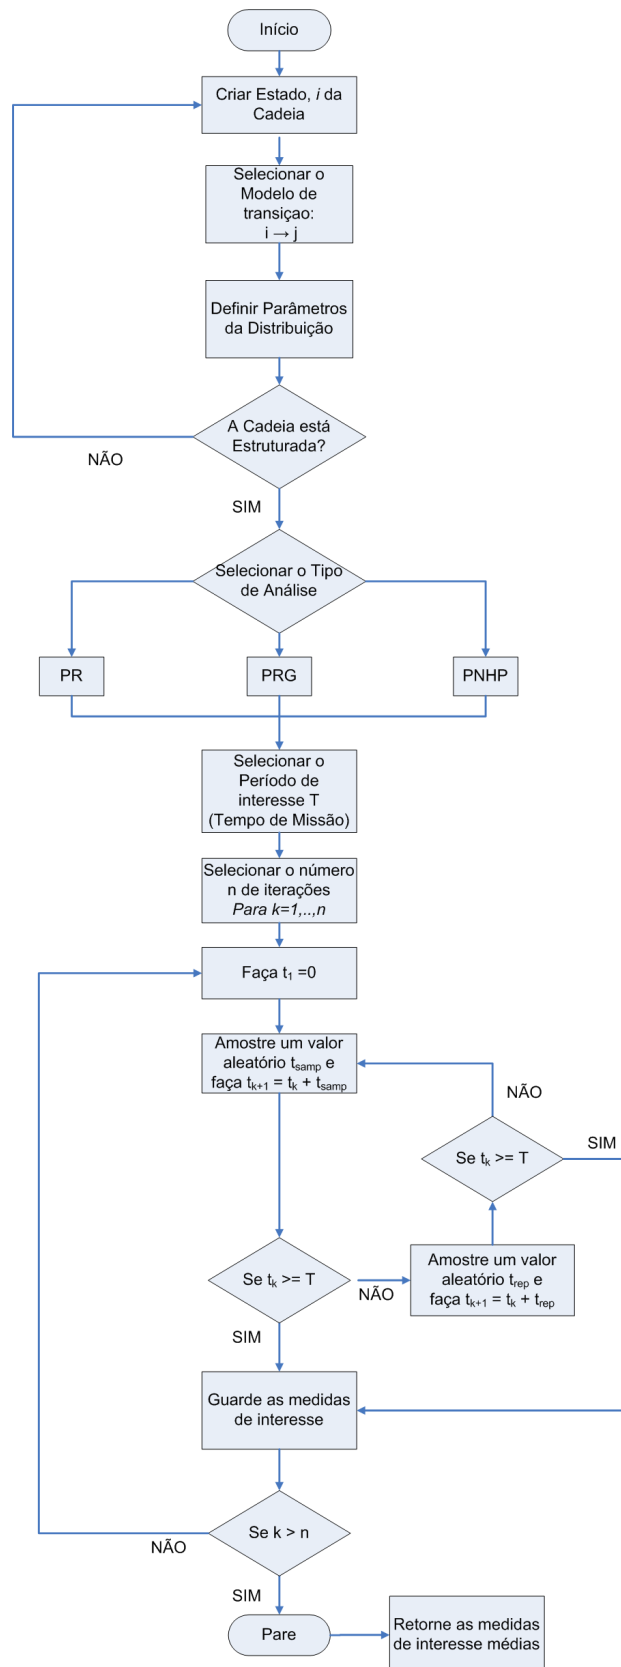 Início
Criar Estado, i da
Cadeia
Selecionar o
Modelo de
transiçao:
i → j
Definir Parâmetros
da Distribuição
A Cadeia está
Estruturada?
NÃO
SIM
Selecionar o Tipo
de Análise
PR
PRG
PNHP
Selecionar o
Período de
interesse T
(Tempo de Missão)
Selecionar o número
n de iterações
Para k=1,..,n
Faça t₁ =0
Amostre um valor
aleatório tsamp e
faça tk+1 = tk + tsamp
NÃO
Se tk >= T
SIM
Se tk >= T
NÃO
Amostre um valor
aleatório trep e
faça tk+1 = tk + trep
SIM
Guarde as medidas
de interesse
Se k > n
NÃO
SIM
Pare
Retorne as medidas
de interesse médias